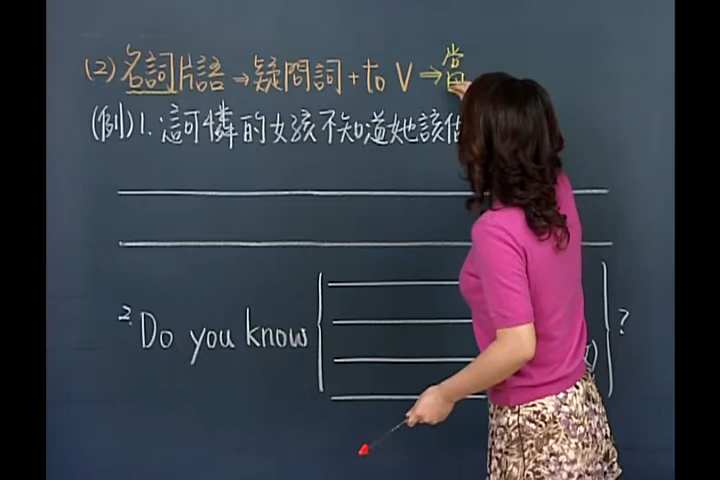 (2) 名詞片語 → 疑問詞 + to V ⇒ 當
(例) 1. 這可憐的女孩不知道她該
2. Do you know { } ?